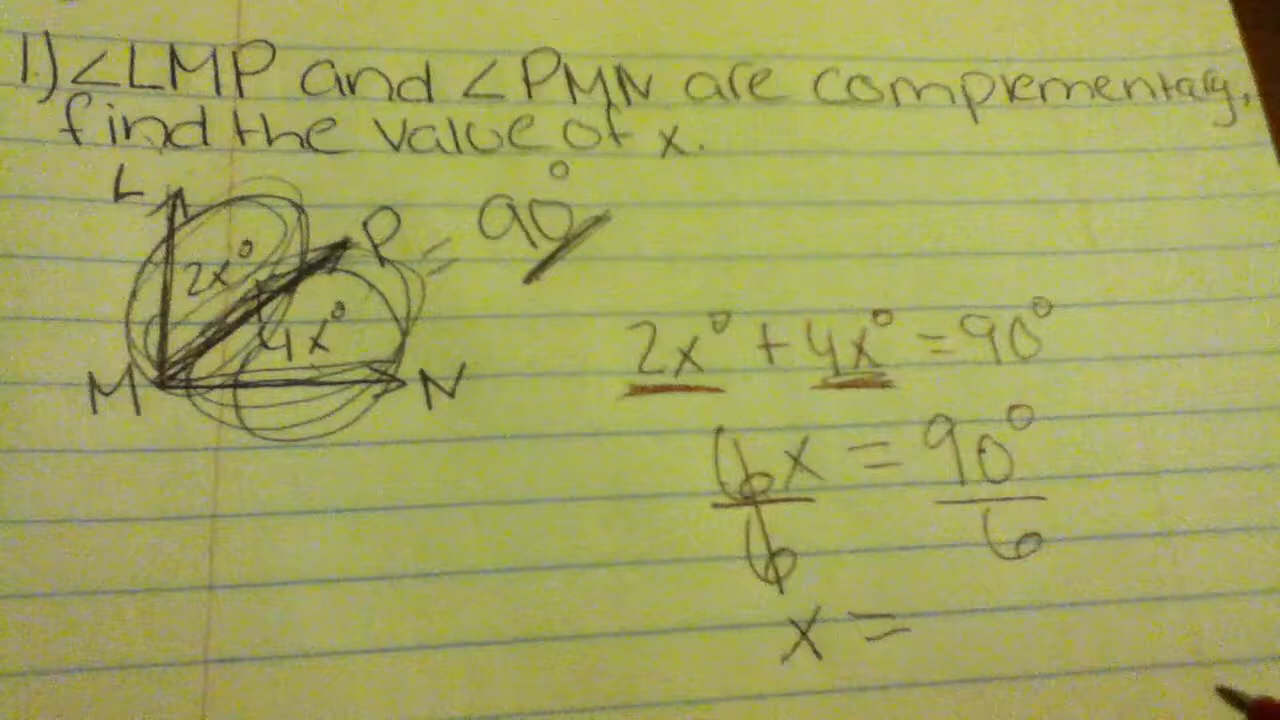 1.) ∠LMP and ∠PMN are complementary,
find the value of x.
L
2x° P = 90°
4x°
M N
2x° + 4x° = 90°
6x = 90°
6 6
x =